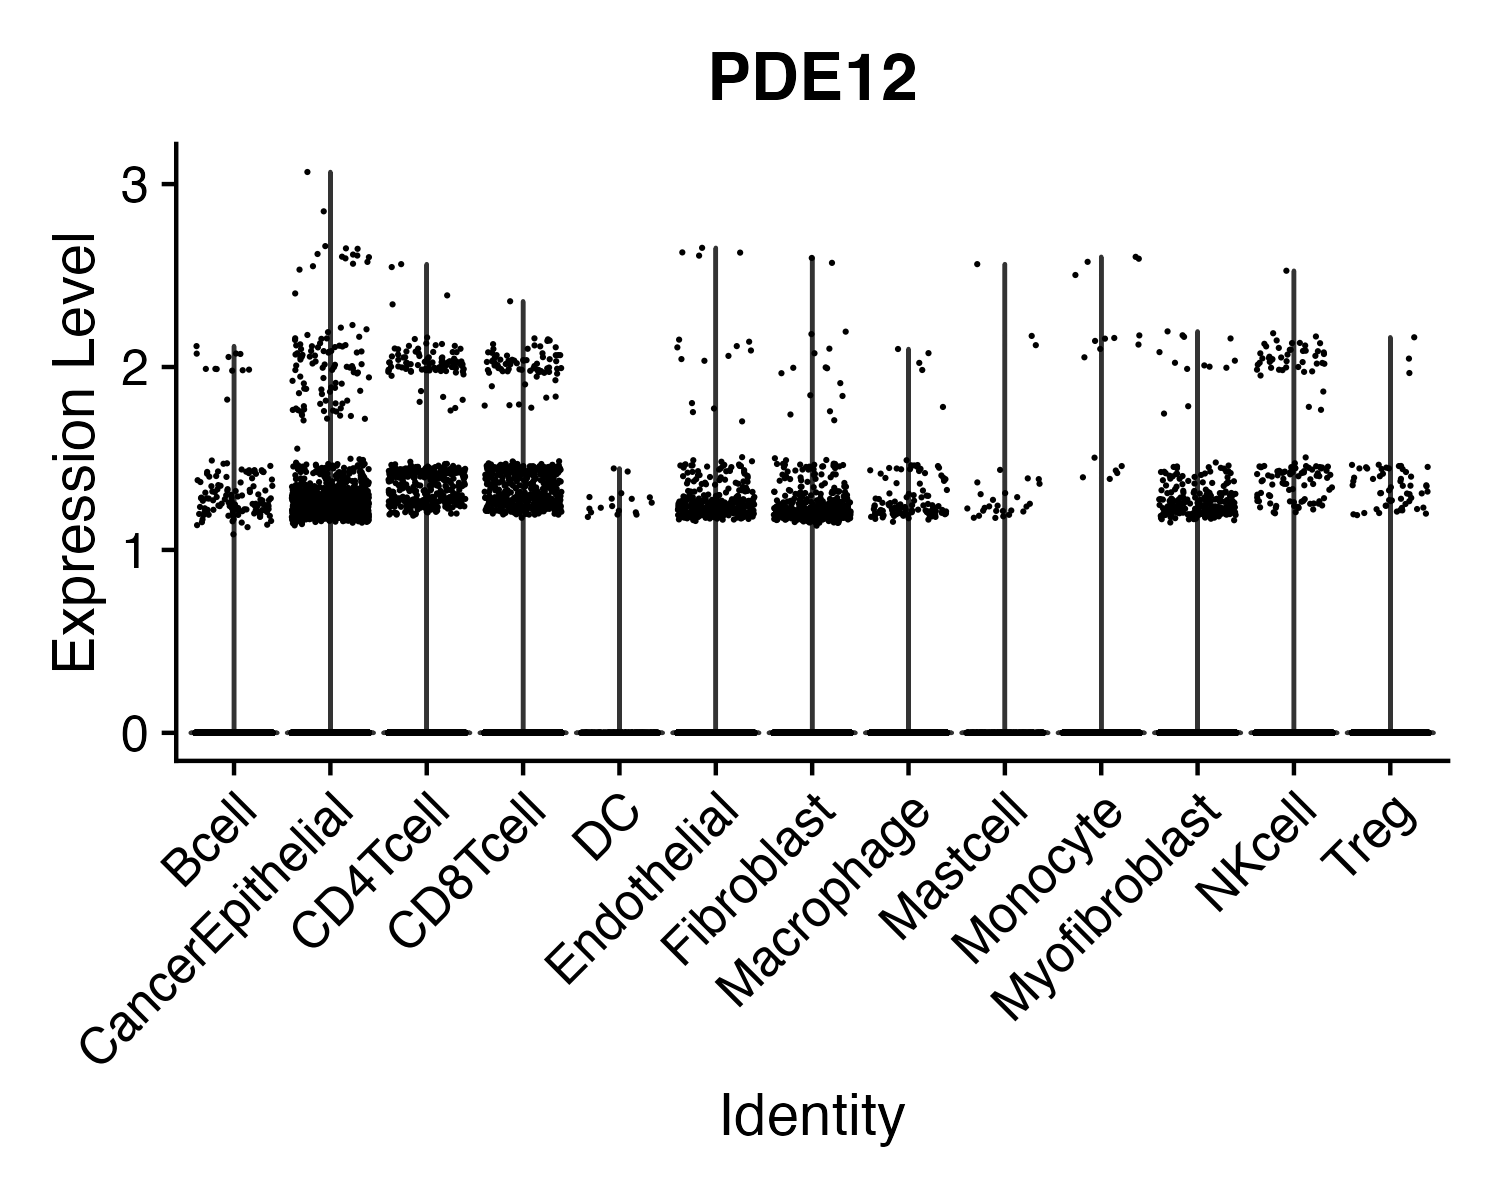 PDE12
Expression Level
3
2
1
0
Bcell
CancerEpithelial
CD4Tcell
CD8Tcell
DC
Endothelial
Fibroblast
Macrophage
Mastcell
Monocyte
Myofibroblast
NKcell
Treg
Identity